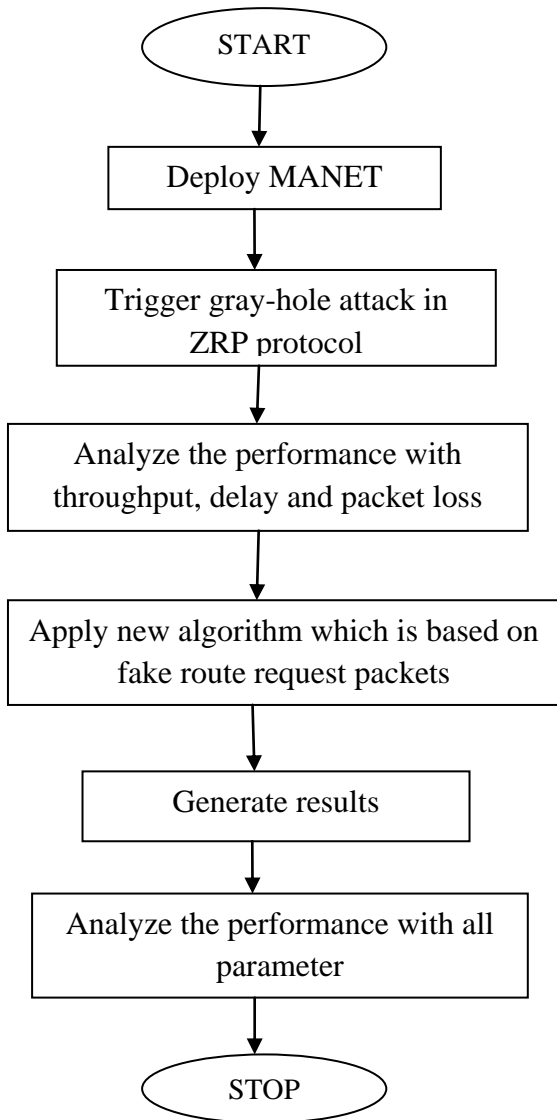 START
Deploy MANET
Trigger gray-hole attack in
ZRP protocol
Analyze the performance with
throughput, delay and packet loss
Apply new algorithm which is based on
fake route request packets
Generate results
Analyze the performance with all
parameter
STOP